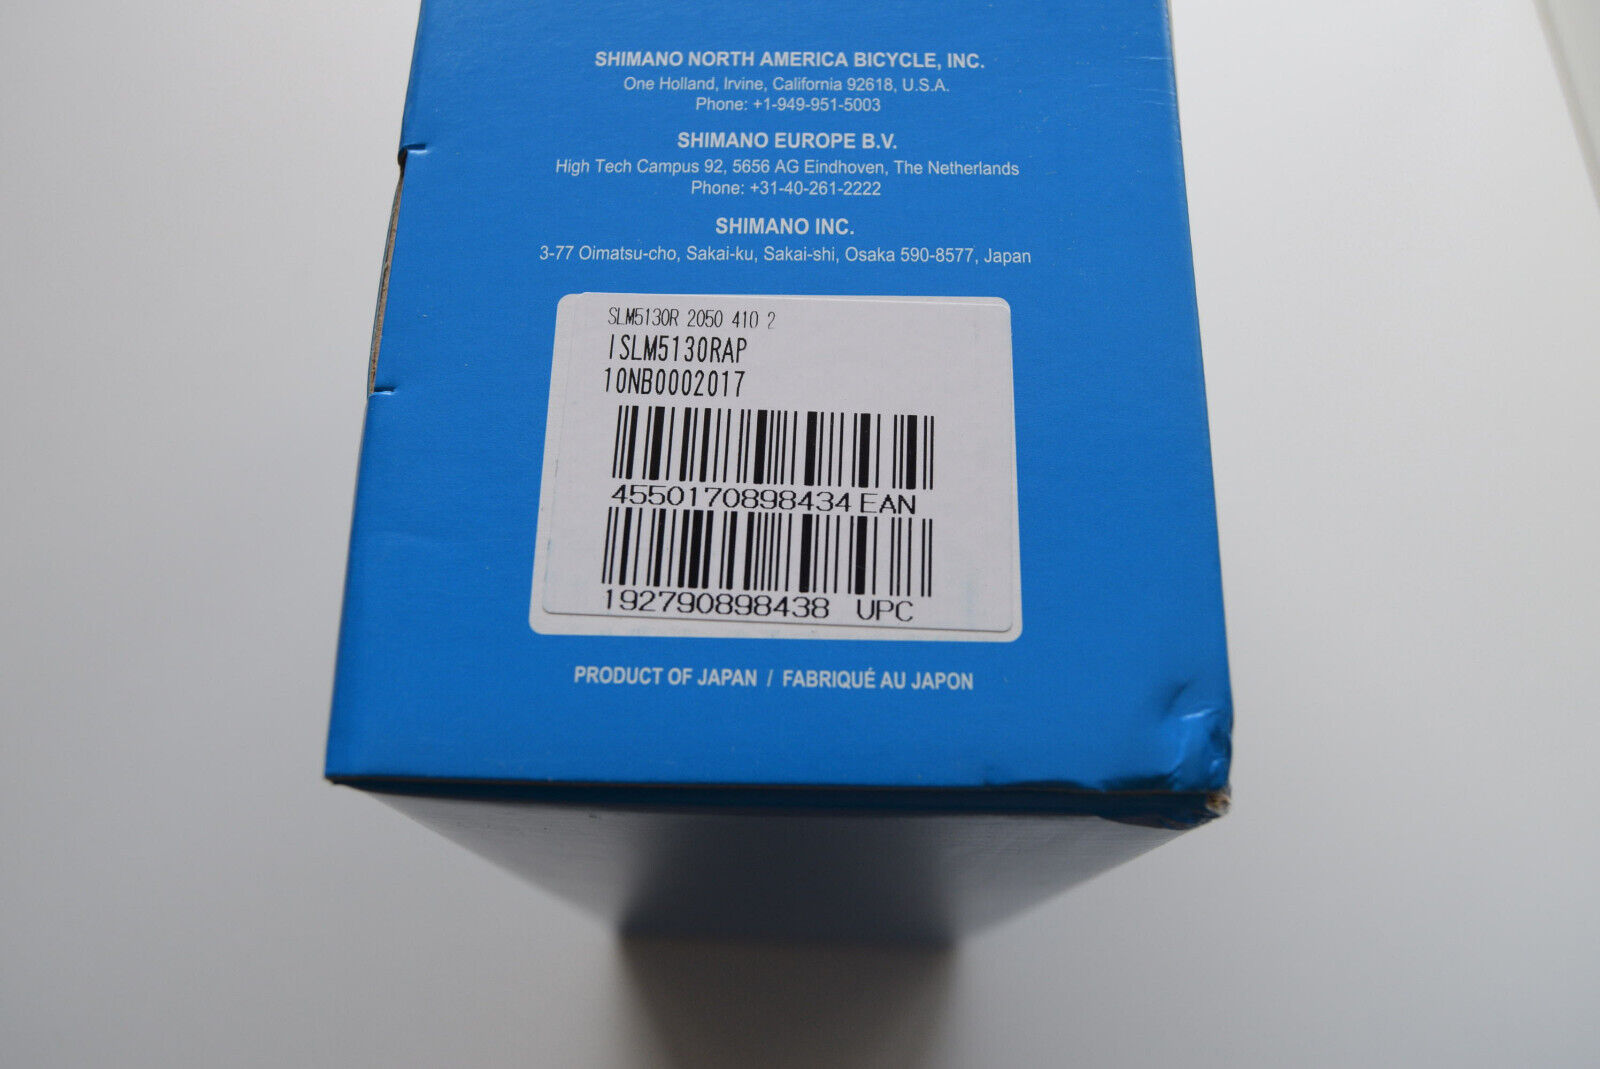 SHIMANO NORTH AMERICA BICYCLE, INC.
One Holland, Irvine, California 92618, U.S.A.
Phone: +1-949-951-5003
SHIMANO EUROPE B.V.
High Tech Campus 92, 5656 AG Eindhoven, The Netherlands
Phone: +31-40-261-2222
SHIMANO INC.
3-77 Oimatsu-cho, Sakai-ku, Sakai-shi, Osaka 590-8577, Japan
SLM5130R 2050 410 2
ISLM5130RAP
10NB0002017
4550170898434 EAN
192790898438 UPC
PRODUCT OF JAPAN / FABRIQUÉ AU JAPON